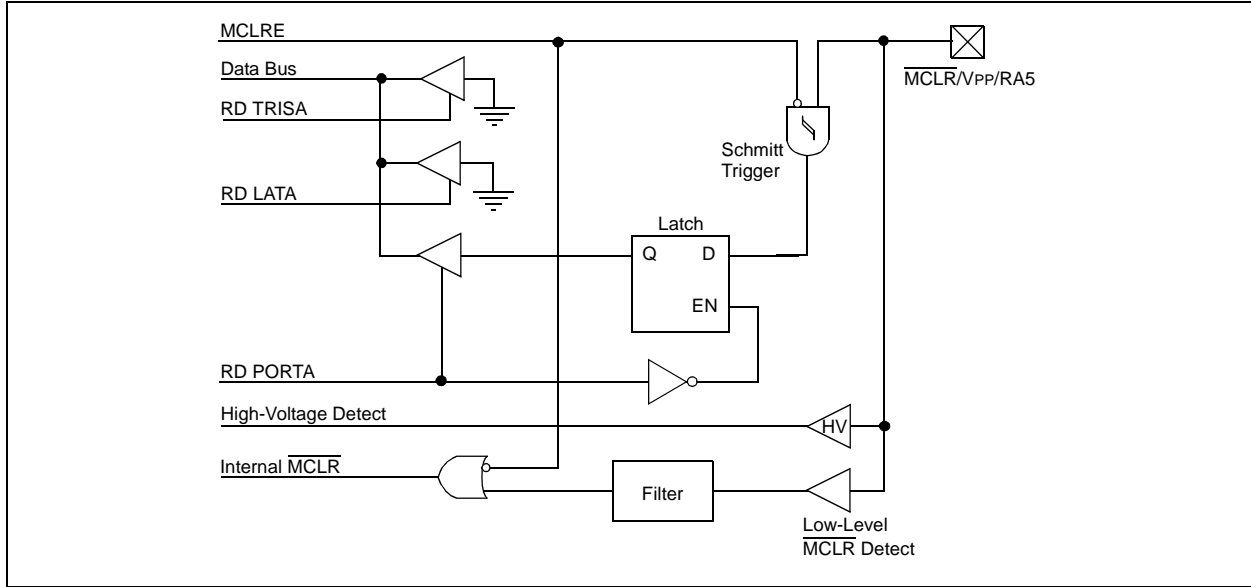 MCLRE
Data Bus
RD TRISA
MCLR/VPP/RA5
Schmitt
Trigger
RD LATA
Latch
Q D
EN
RD PORTA
High-Voltage Detect
HV
Internal MCLR
Filter
Low-Level
MCLR Detect